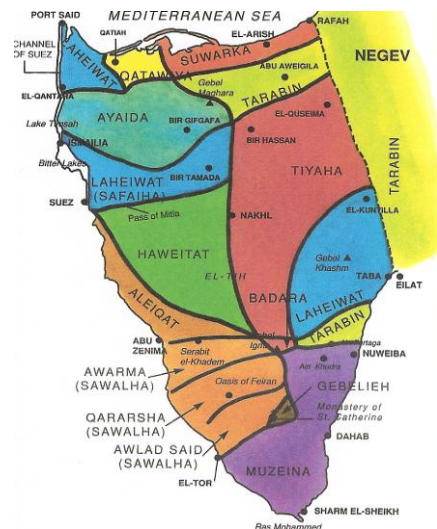 PORT SAID
MEDITERRANEAN SEA
RAFAH
CHANNEL
OF SUEZ
LAHEIWAT
QATIAH
QATAWIYA
SUWARKA
EL-ARISH
NEGEV
ABU AWEIGILA
Gebel
Maghara
TARABIN
EL-QANTARA
AYAIDA
Lake Timsah
BIR GIFGAFA
EL-QUSEIMA
BIR HASSAN
ISMAILIA
Bitter Lakes
LAHEIWAT
(SAFAIHA)
BIR TAMADA
TIYAHA
TARABIN
SUEZ
Pass of Mitla
NAKHL
EL-KUNTILLA
HAWEITAT
EL-TIH
Gebel
Khashm
TABA
EILAT
BADARA
LAHEIWAT
ALEIQAT
TARABIN
ABU
ZENIMA
Serabit
el-Khadem
NUWEIBA
Ain Khudra
AWARMA
(SAWALHA)
Oasis of Feiran
GEBELIEH
QARARSHA
(SAWALHA)
Monastery of
St. Catherine
AWLAD SAID
(SAWALHA)
DAHAB
EL-TOR
MUZEINA
SHARM EL-SHEIKH
Ras Mohammed